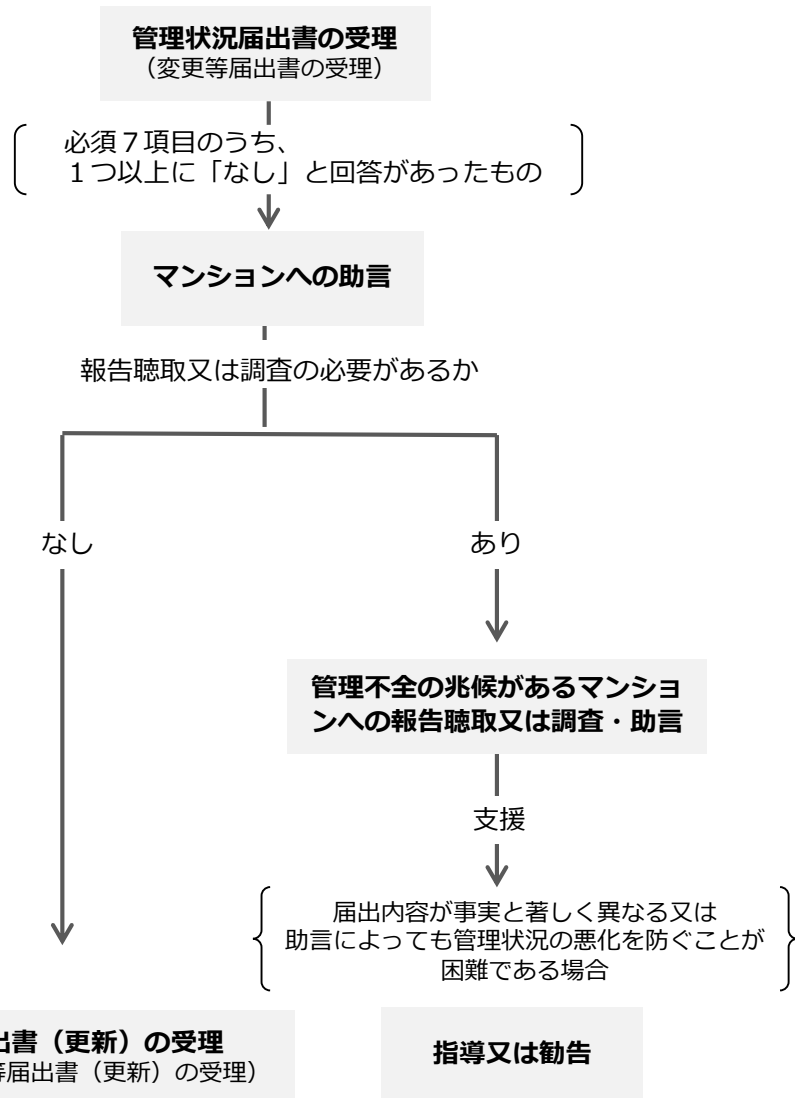 管理状況届出書の受理
（変更等届出書の受理）
必須７項目のうち、
１つ以上に「なし」と回答があったもの
マンションへの助言
報告聴取又は調査の必要があるか
なし
あり
管理不全の兆候があるマンショ
ンへの報告聴取又は調査・助言
支援
届出内容が事実と著しく異なる又は
助言によっても管理状況の悪化を防ぐことが
困難である場合
出書（更新）の受理
等届出書（更新）の受理）
指導又は勧告